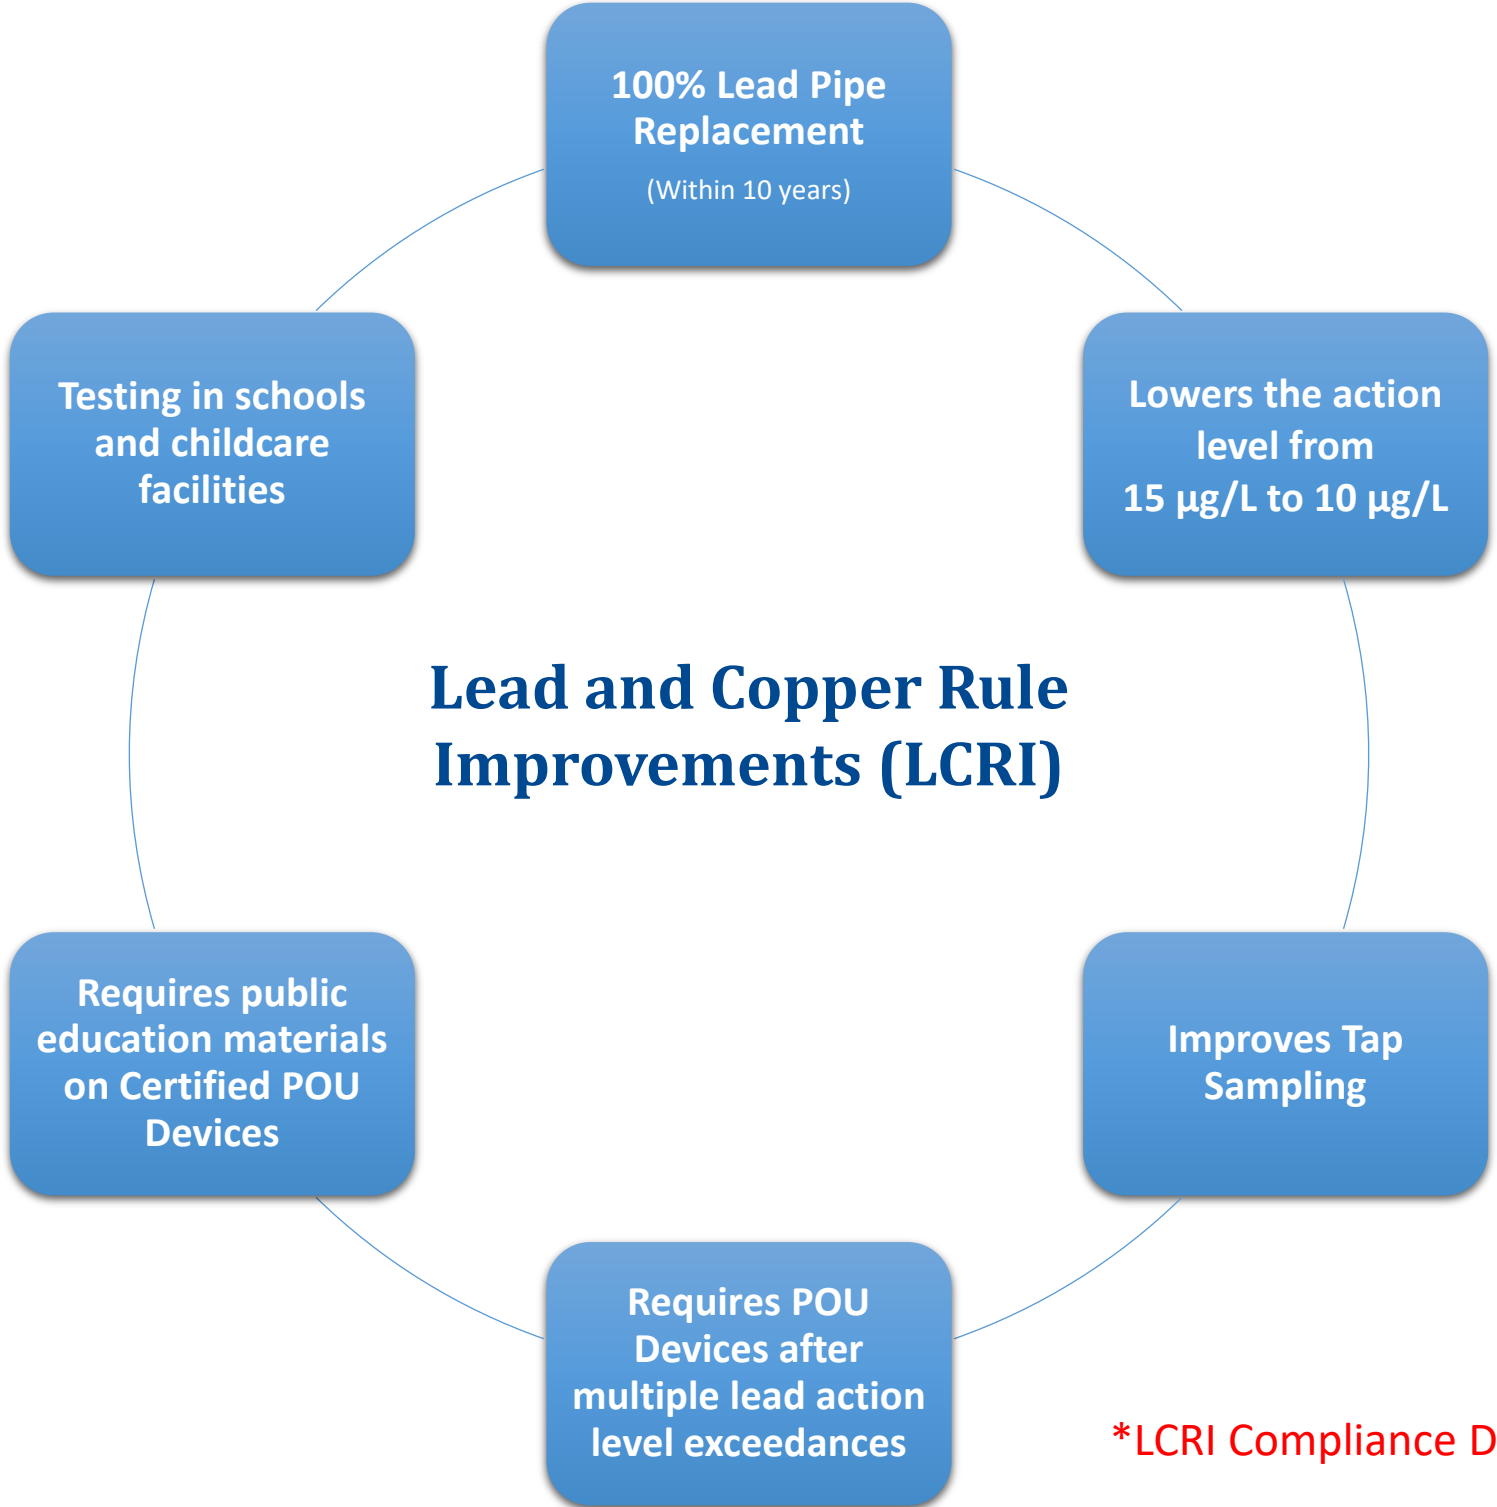 100% Lead Pipe
Replacement
(Within 10 years)
Lowers the action
level from
15 µg/L to 10 µg/L
Improves Tap
Sampling
Requires POU
Devices after
multiple lead action
level exceedances
Requires public
education materials
on Certified POU
Devices
Testing in schools
and childcare
facilities
Lead and Copper Rule
Improvements (LCRI)
*LCRI Compliance D